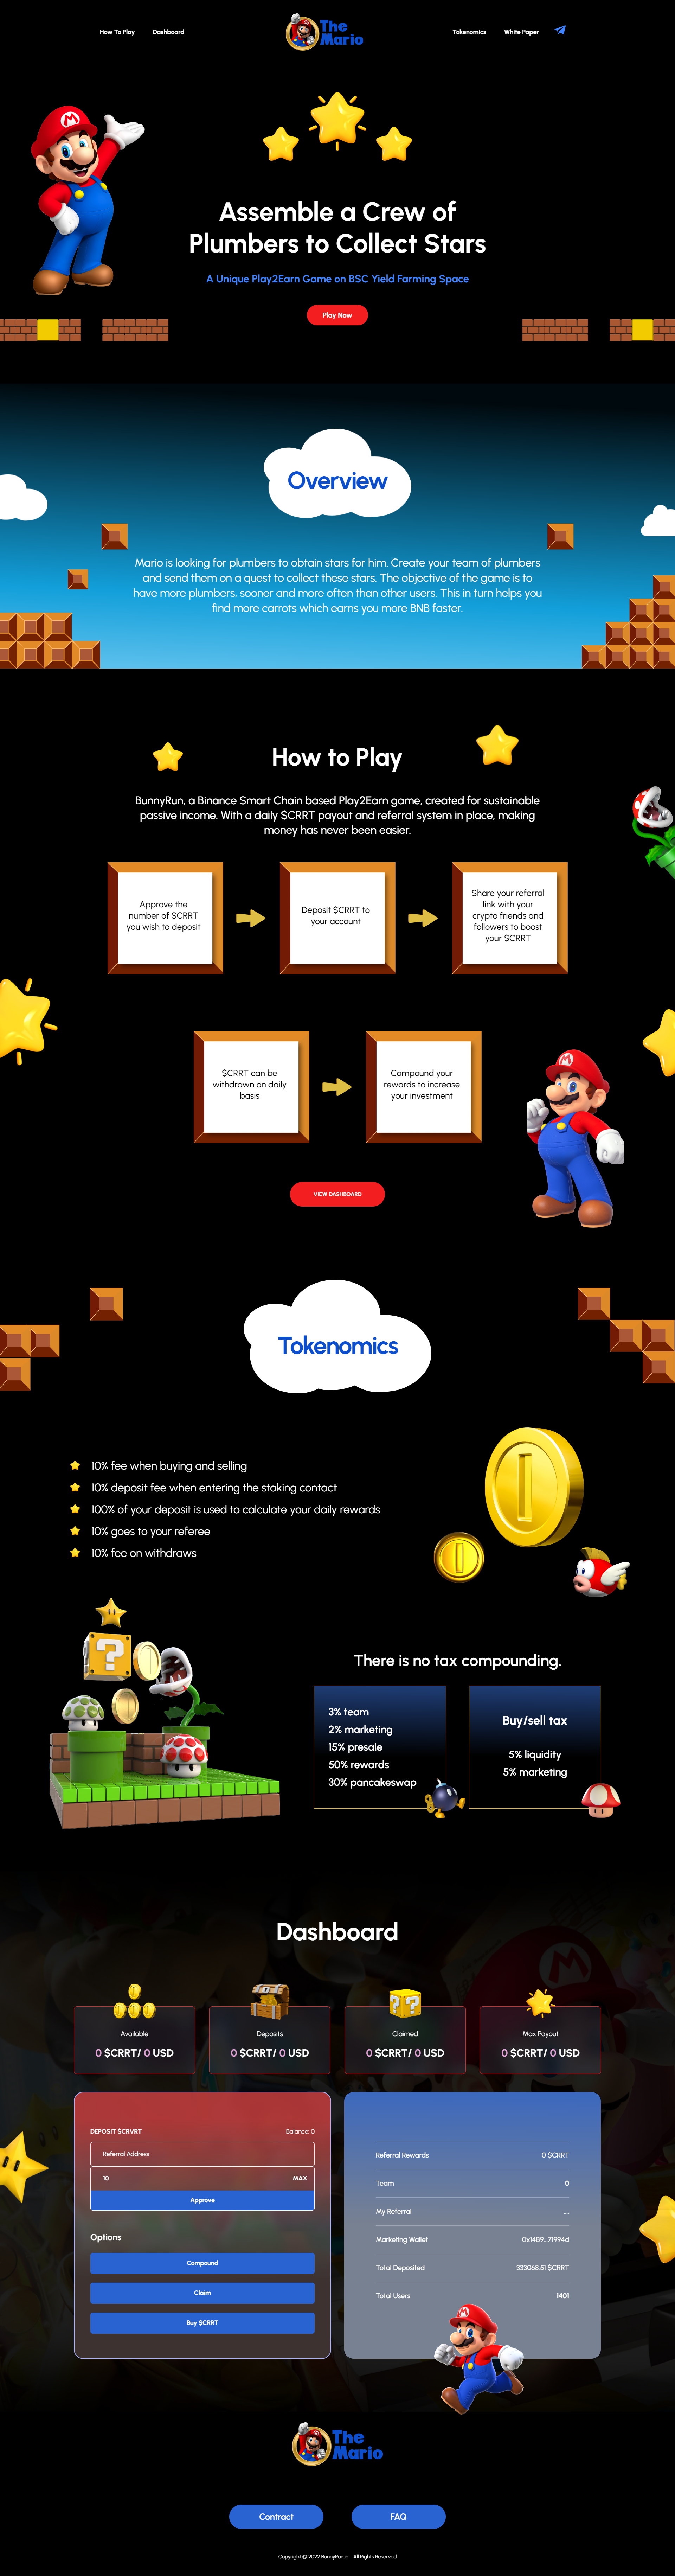 How To Play
Dashboard
The
Mario
Tokenomics
White Paper
Assemble a Crew of
Plumbers to Collect Stars
A Unique Play2Earn Game on BSC Yield Farming Space
Play Now
Overview
Mario is looking for plumbers to obtain stars for him. Create your team of plumbers
and send them on a quest to collect these stars. The objective of the game is to
have more plumbers, sooner and more often than other users. This in turn helps you
find more carrots which earns you more BNB faster.
How to Play
BunnyRun, a Binance Smart Chain based Play2Earn game, created for sustainable
passive income. With a daily $CRRT payout and referral system in place, making
money has never been easier.
Approve the
number of $CRRT
you wish to deposit
Deposit $CRRT to
your account
Share your referral
link with your
crypto friends and
followers to boost
your $CRRT
$CRRT can be
withdrawn on daily
basis
Compound your
rewards to increase
your investment
VIEW DASHBOARD
Tokenomics
10% fee when buying and selling
10% deposit fee when entering the staking contact
100% of your deposit is used to calculate your daily rewards
10% goes to your referee
10% fee on withdraws
There is no tax compounding.
3% team
2% marketing
15% presale
50% rewards
30% pancakeswap
Buy/sell tax
5% liquidity
5% marketing
Dashboard
Available
0 $CRRT/ 0 USD
Deposits
0 $CRRT/ 0 USD
Claimed
0 $CRRT/ 0 USD
Max Payout
0 $CRRT/ 0 USD
DEPOSIT $CRVRT
Balance: 0
Referral Address
10
MAX
Approve
Options
Compound
Claim
Buy $CRRT
Referral Rewards
0 $CRRT
Team
0
My Referral
...
Marketing Wallet
0x14B9...71994d
Total Deposited
333068.51 $CRRT
Total Users
1401
The
Mario
Contract
FAQ
Copyright © 2022 BunnyRun.io - All Rights Reserved